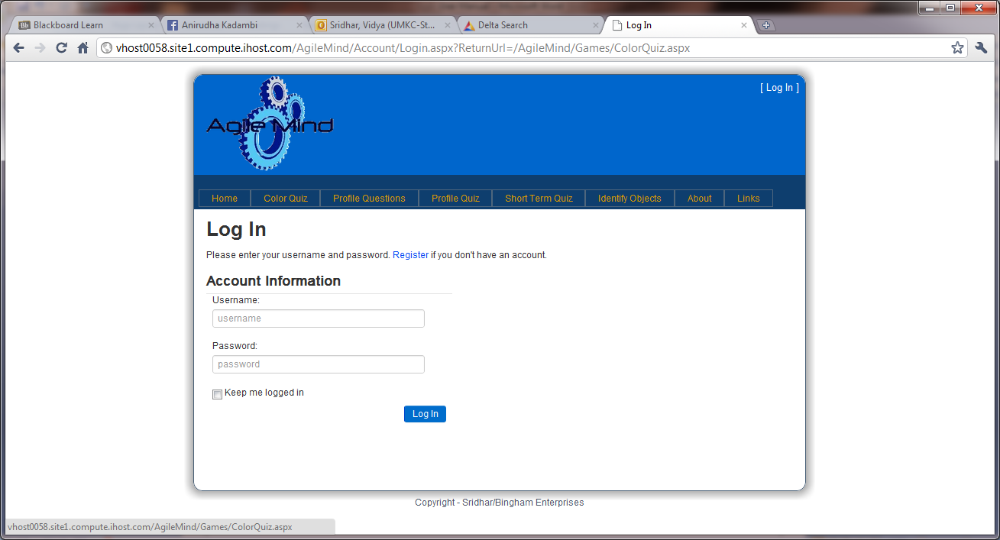 Blackboard Learn Anirudha Kadambi Sridhar, Vidya (UMKC-St... Delta Search Log In
vhost0058.site1.compute.ihost.com/AgileMind/Account/Login.aspx?ReturnUrl=/AgileMind/Games/ColorQuiz.aspx
[ Log In ]
Agile Mind
Home Color Quiz Profile Questions Profile Quiz Short Term Quiz Identify Objects About Links
Log In
Please enter your username and password. Register if you don't have an account.
Account Information
Username:
username
Password:
password
Keep me logged in
Log In
Copyright - Sridhar/Bingham Enterprises
vhost0058.site1.compute.ihost.com/AgileMind/Games/ColorQuiz.aspx